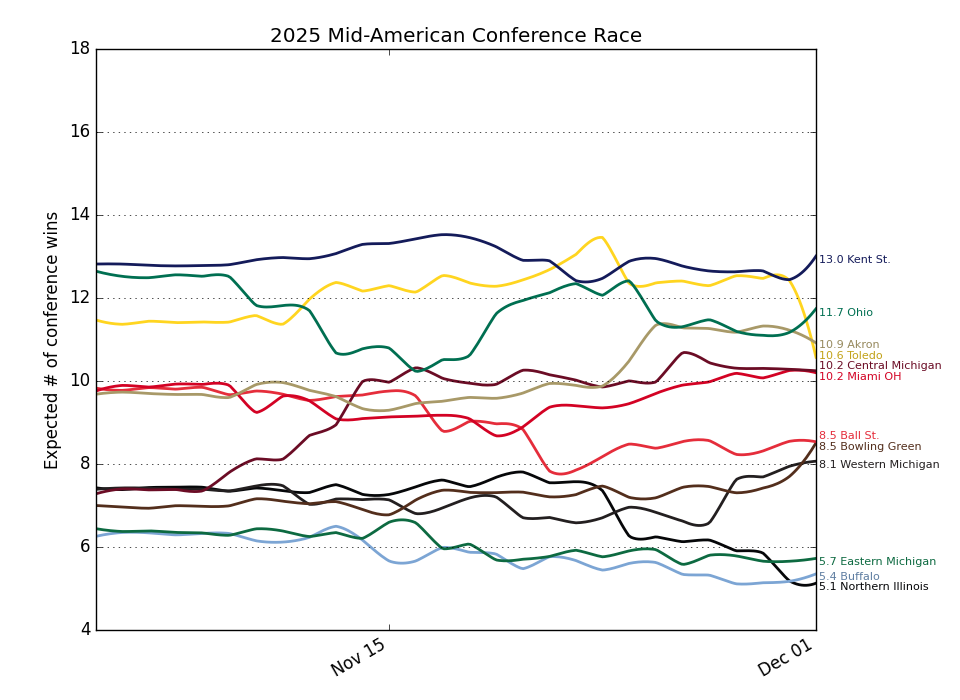 2025 Mid-American Conference Race
Expected # of conference wins
18
16
14
12
10
8
6
4
Nov 15
Dec 01
13.0 Kent St.
11.7 Ohio
10.9 Akron
10.6 Toledo
10.2 Central Michigan
10.2 Miami OH
8.5 Ball St.
8.5 Bowling Green
8.1 Western Michigan
5.7 Eastern Michigan
5.4 Buffalo
5.1 Northern Illinois